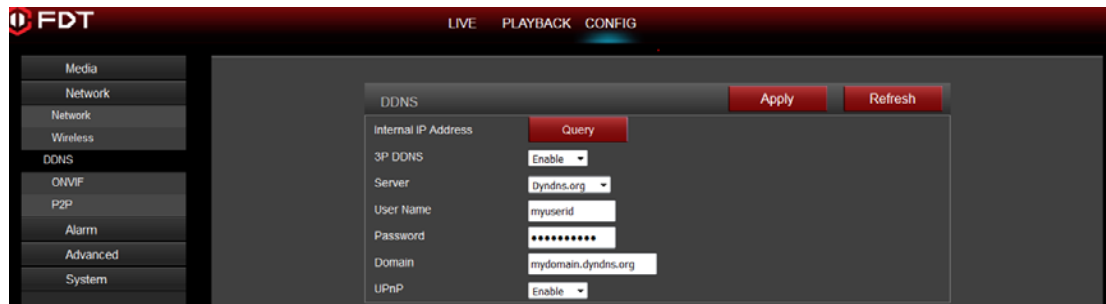 FDT
LIVE PLAYBACK CONFIG
Media
Network
Network
Wireless
DDNS
ONVIF
P2P
Alarm
Advanced
System
DDNS Apply Refresh
Internal IP Address Query
3P DDNS Enable
Server Dyndns.org
User Name myuserid
Password ••••••••••
Domain mydomain.dyndns.org
UPnP Enable